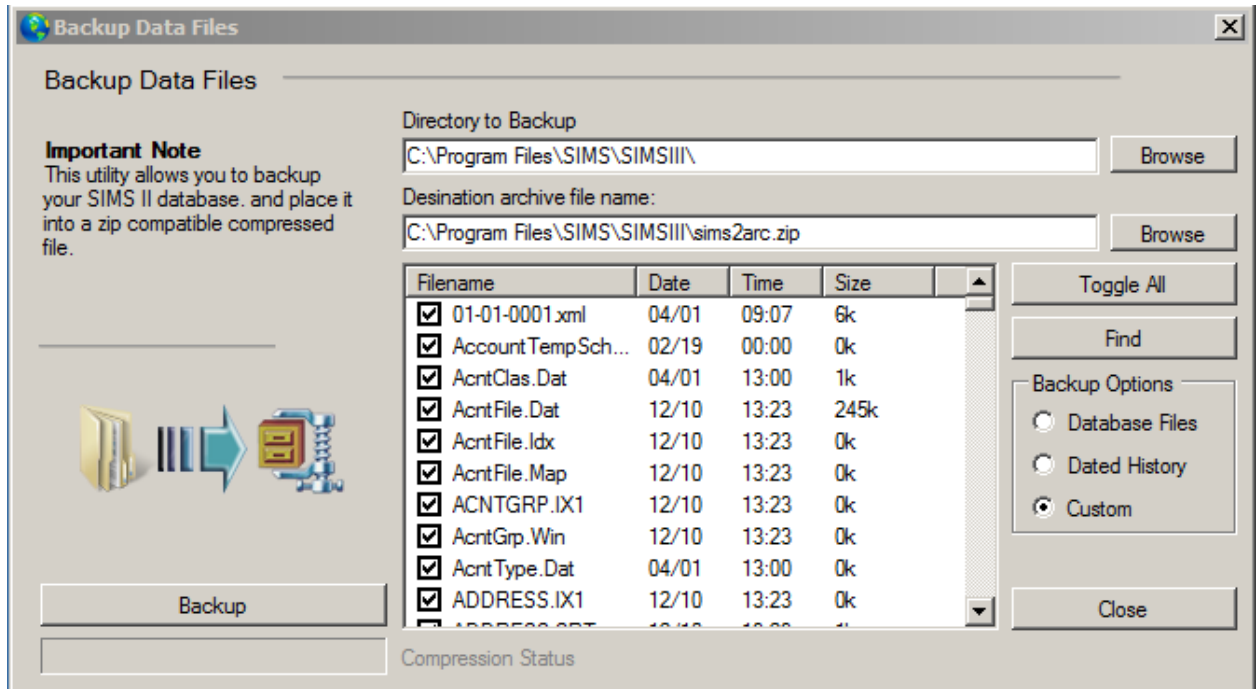 Backup Data Files
Backup Data Files
Important Note
This utility allows you to backup
your SIMS II database. and place it
into a zip compatible compressed
file.
Directory to Backup
C:\Program Files\SIMS\SIMSIII\
Browse
Desination archive file name:
C:\Program Files\SIMS\SIMSIII\sims2arc.zip
Browse
Filename Date Time Size
01-01-0001.xml 04/01 09:07 6k
AccountTempSch... 02/19 00:00 0k
AcntClas.Dat 04/01 13:00 1k
AcntFile.Dat 12/10 13:23 245k
AcntFile.Idx 12/10 13:23 0k
AcntFile.Map 12/10 13:23 0k
ACNTGRP.IX1 12/10 13:23 0k
AcntGrp.Win 12/10 13:23 0k
AcntType.Dat 04/01 13:00 0k
ADDRESS.IX1 12/10 13:23 0k
Toggle All
Find
Backup Options
Database Files
Dated History
Custom
Backup
Close
Compression Status